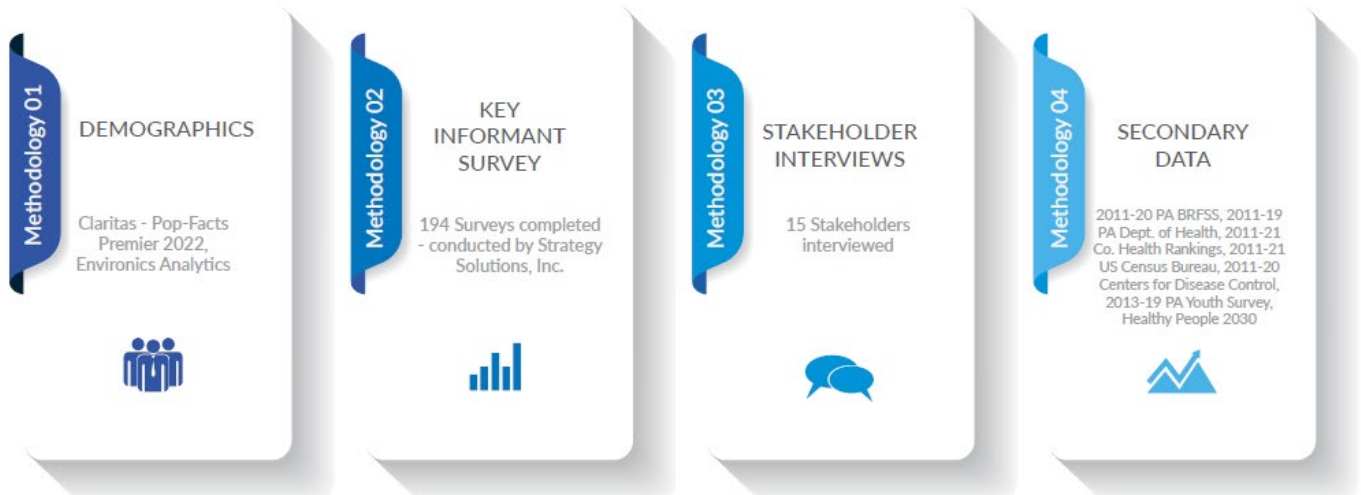 Methodology 01
DEMOGRAPHICS
Claritas - Pop-Facts
Premier 2022,
Environics Analytics
Methodology 02
KEY
INFORMANT
SURVEY
194 Surveys completed
- conducted by Strategy
Solutions, Inc.
Methodology 03
STAKEHOLDER
INTERVIEWS
15 Stakeholders
interviewed
Methodology 04
SECONDARY
DATA
2011-20 PA BRFSS, 2011-19
PA Dept. of Health, 2011-21
Co. Health Rankings, 2011-21
US Census Bureau, 2011-20
Centers for Disease Control,
2013-19 PA Youth Survey,
Healthy People 2030